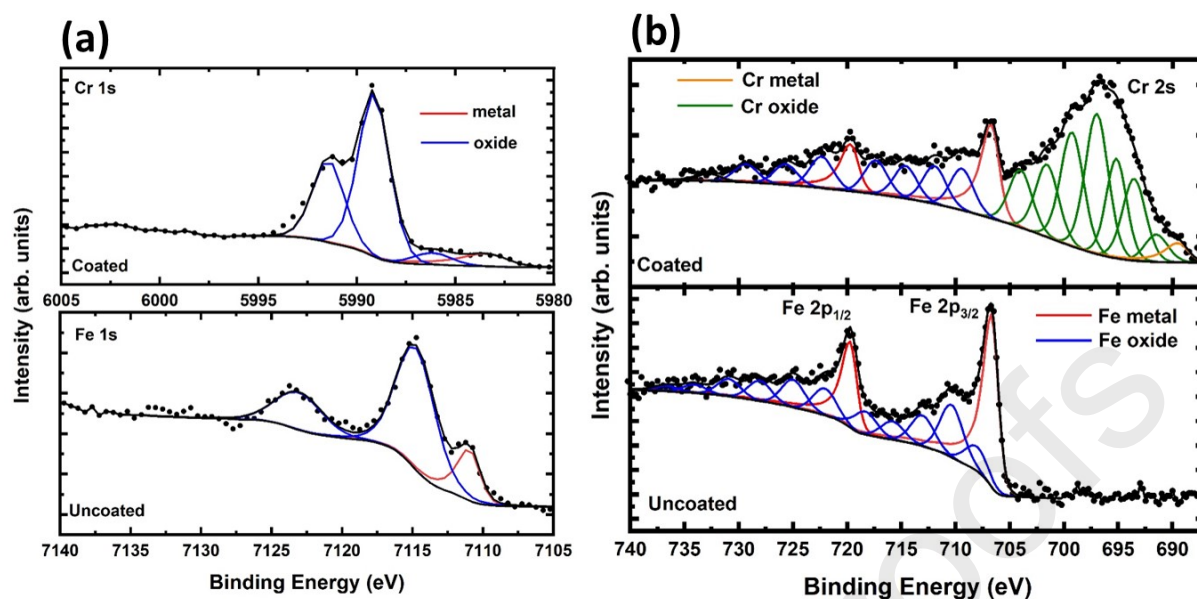 (a)
Cr 1s
metal
oxide
Coated
6005 6000 5995 5990 5985 5980
Fe 1s
Uncoated
7140 7135 7130 7125 7120 7115 7110 7105
Binding Energy (eV)
Intensity (arb. units)
(b)
Cr metal
Cr oxide
Cr 2s
Coated
Fe 2p1/2
Fe 2p3/2
Fe metal
Fe oxide
Uncoated
740 735 730 725 720 715 710 705 700 695 690
Binding Energy (eV)
Intensity (arb. units)